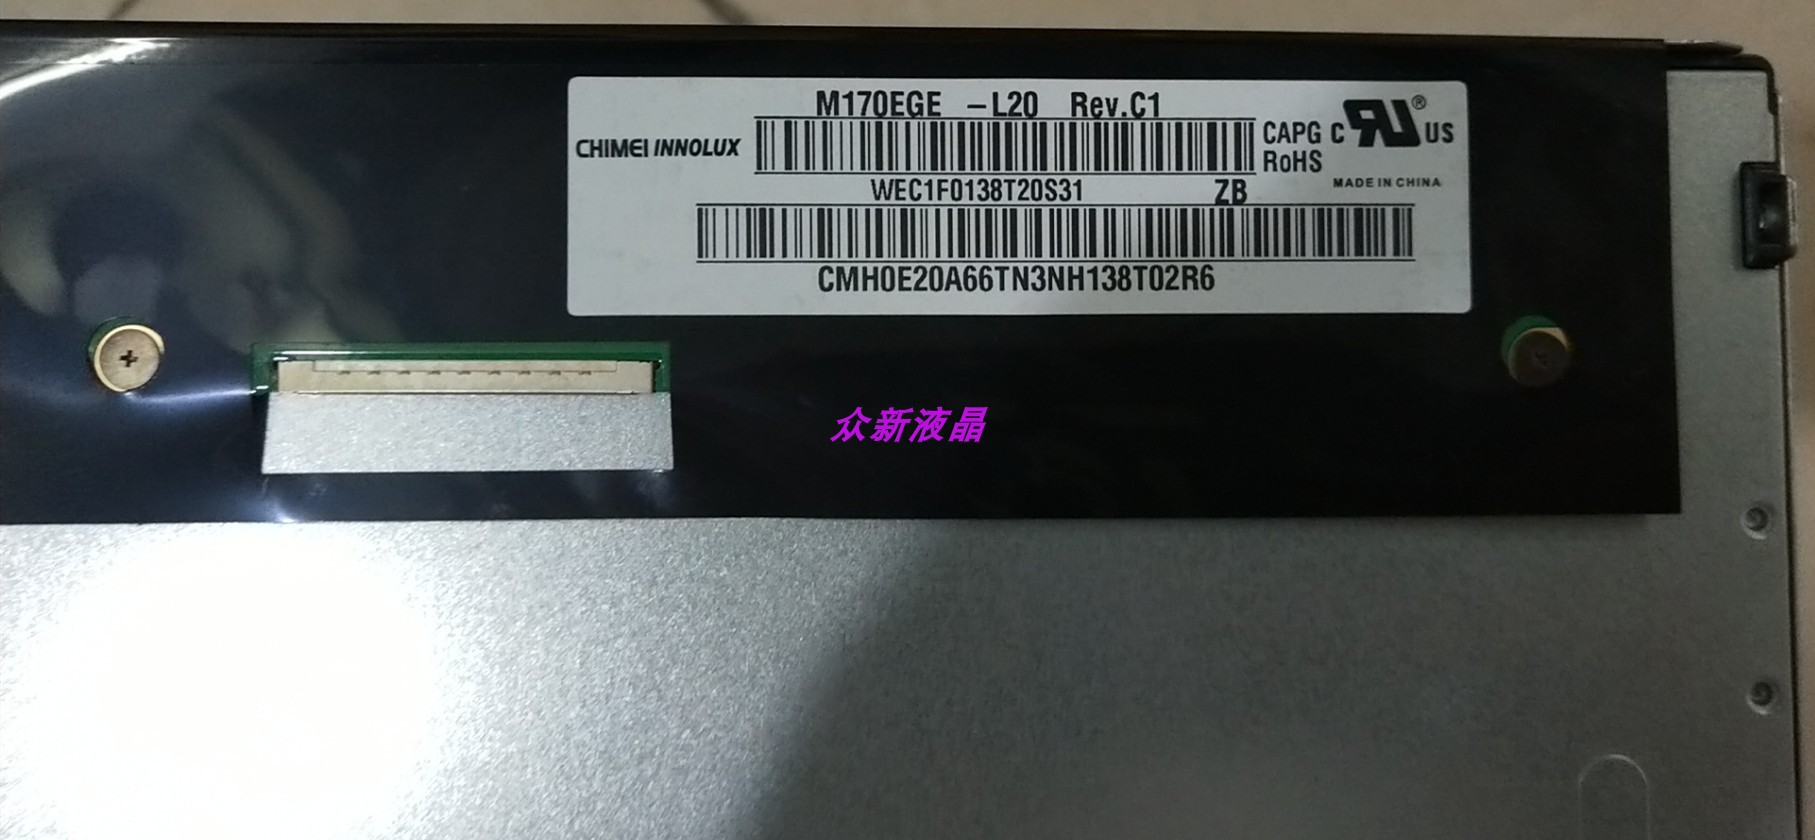 M170EGE -L20 Rev.C1
CHIMEI INNOLUX
CAPG C RU® US
RoHS
MADE IN CHINA
WEC1F0138T20S31 ZB
CMH0E20A66TN3NH138T02R6
众新液晶